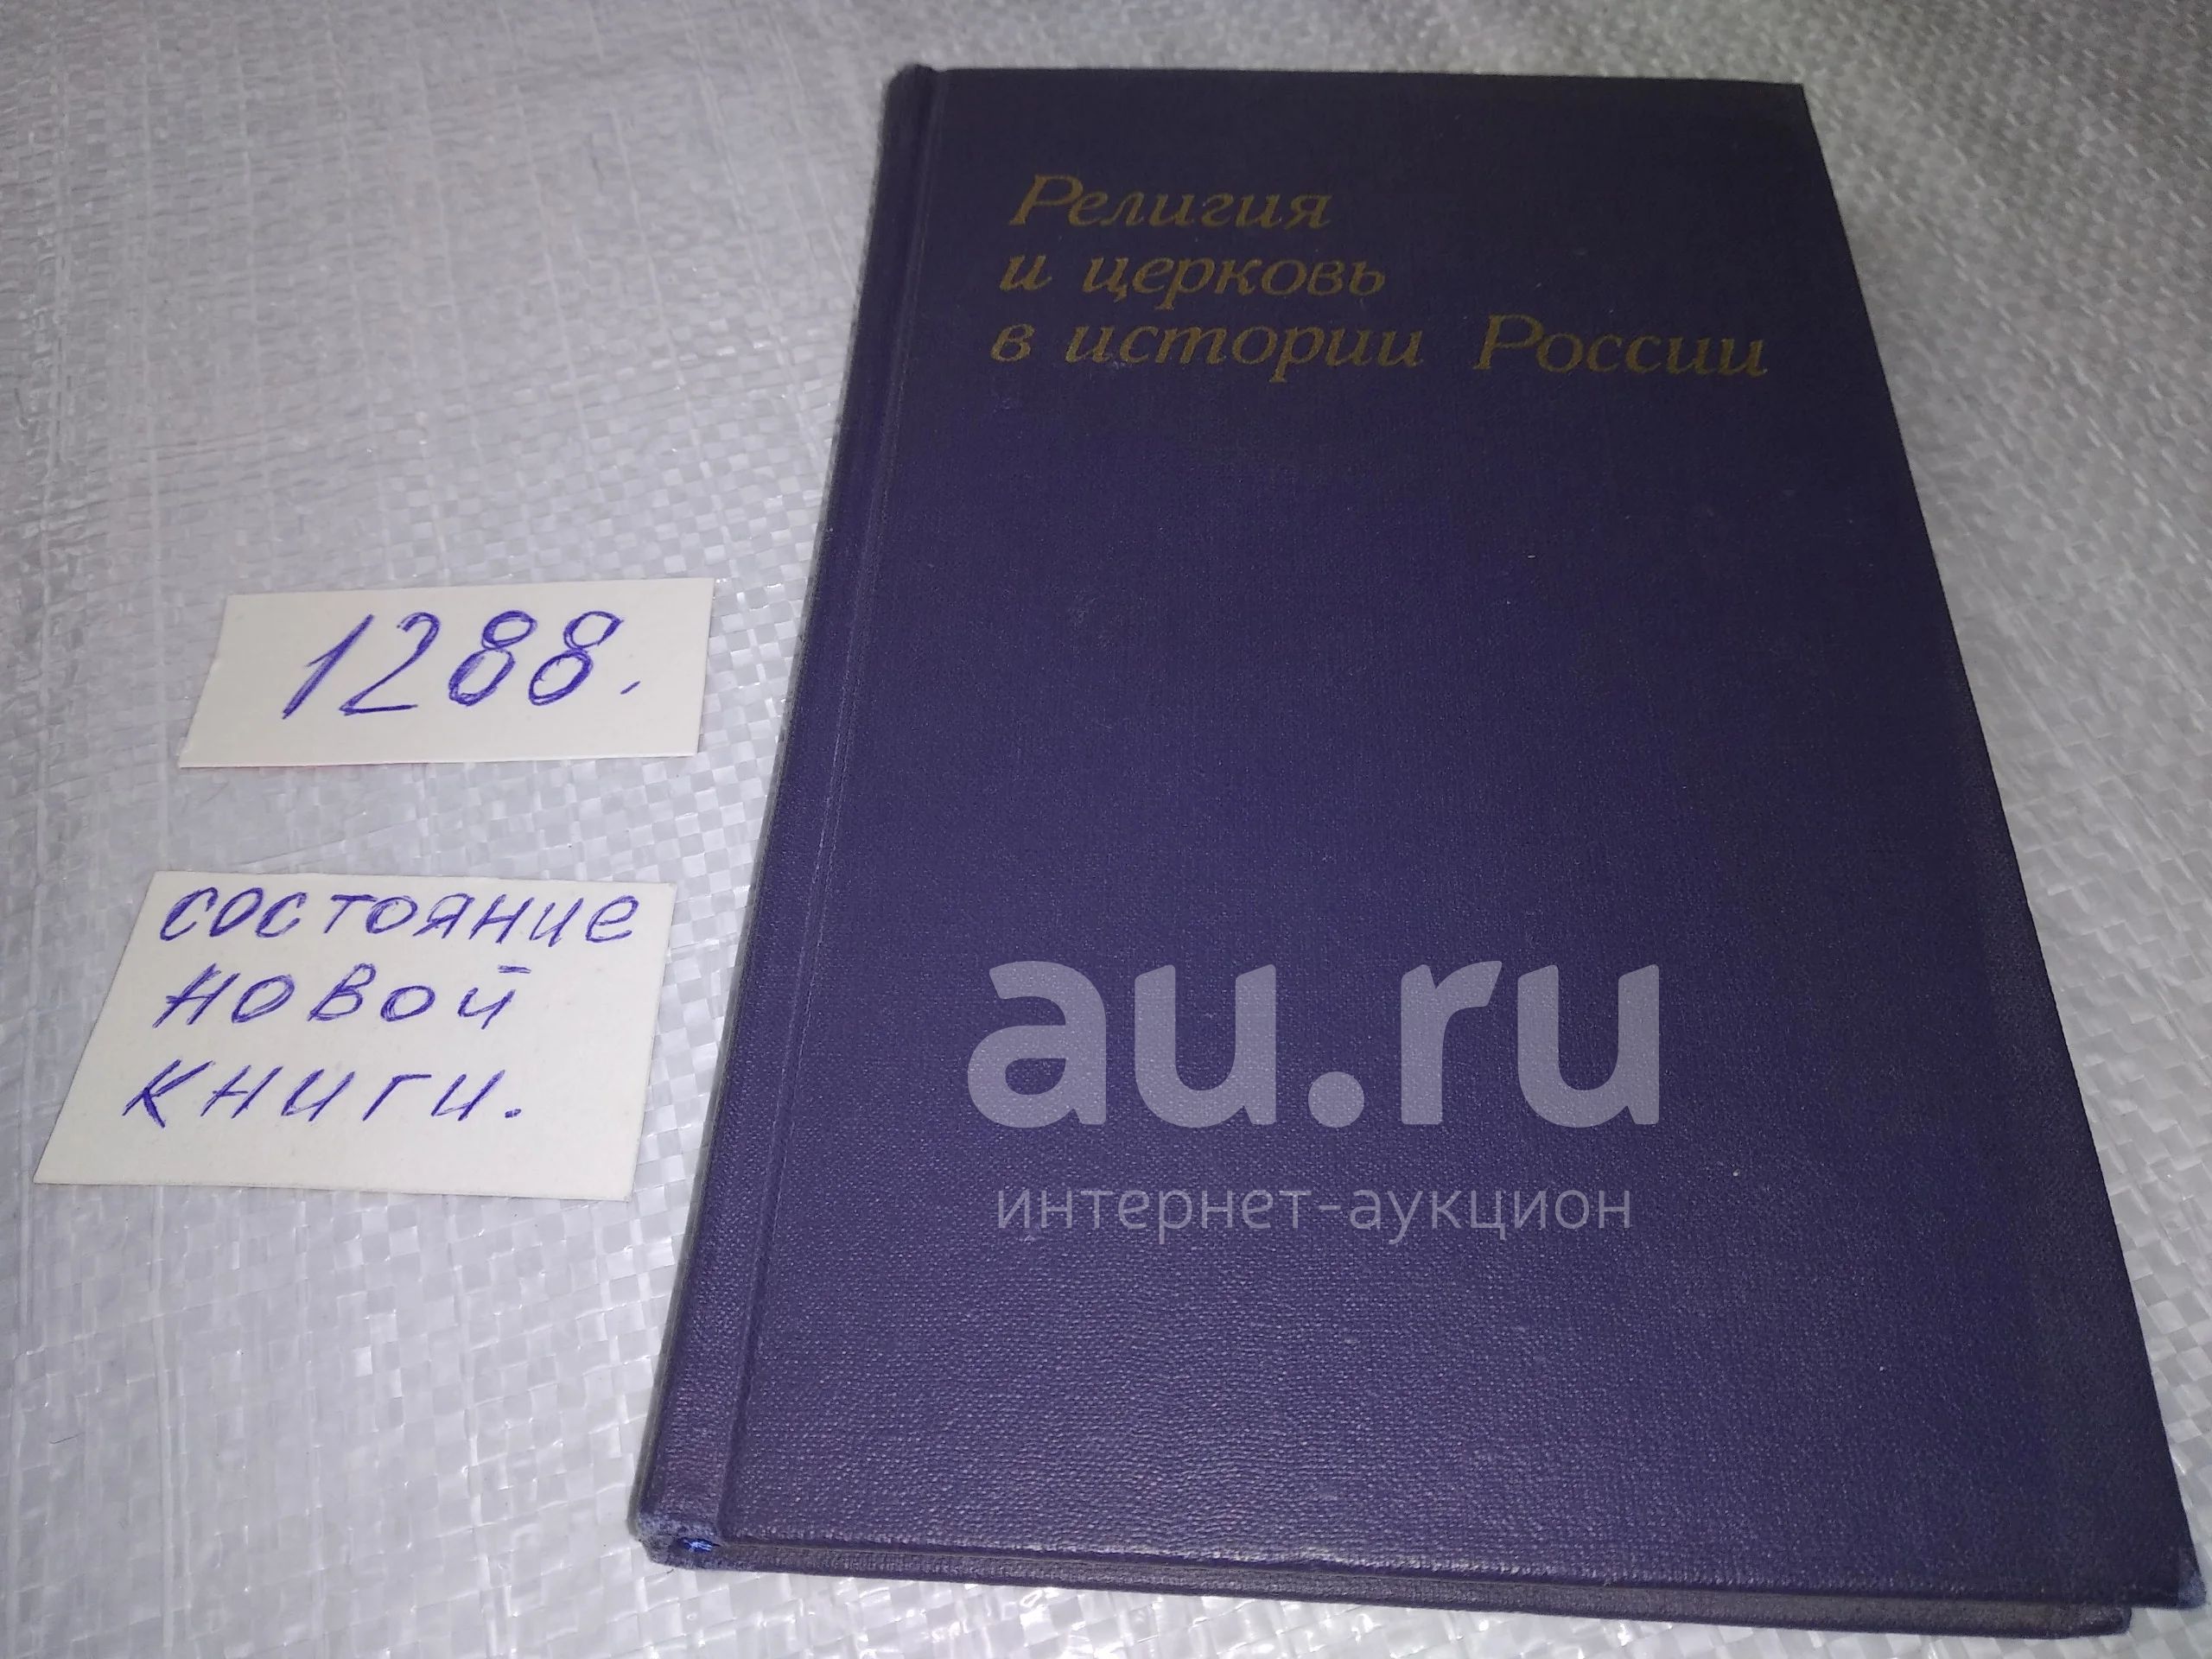 Религия
и церковь
в истории России
1288.
состояние
новой
книги.
au.ru
интернет-аукцион